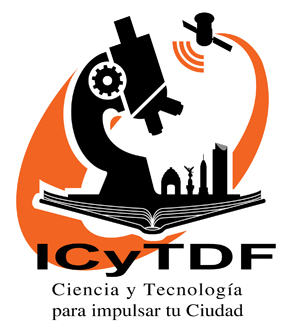 ICyTDF
Ciencia y Tecnología
para impulsar tu Ciudad